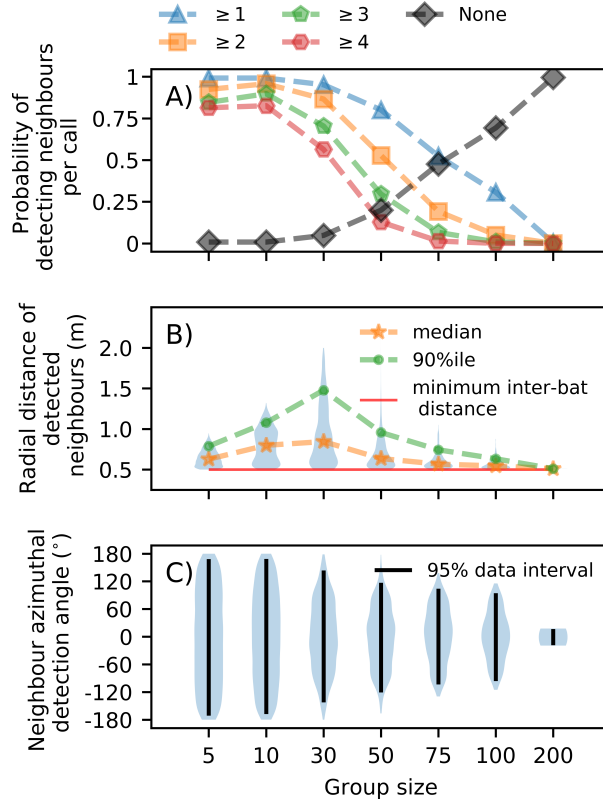 ≥ 1 ≥ 3 None
≥ 2 ≥ 4
Probability of
detecting neighbours
per call
A)
1
0.75
0.5
0.25
0
Radial distance of
detected
neighbours (m)
B)
median
90%ile
minimum inter-bat
distance
2.0
1.5
1.0
0.5
Neighbour azimuthal
detection angle (°)
C)
95% data interval
180
120
60
0
-60
-120
-180
5 10 30 50 75 100 200
Group size